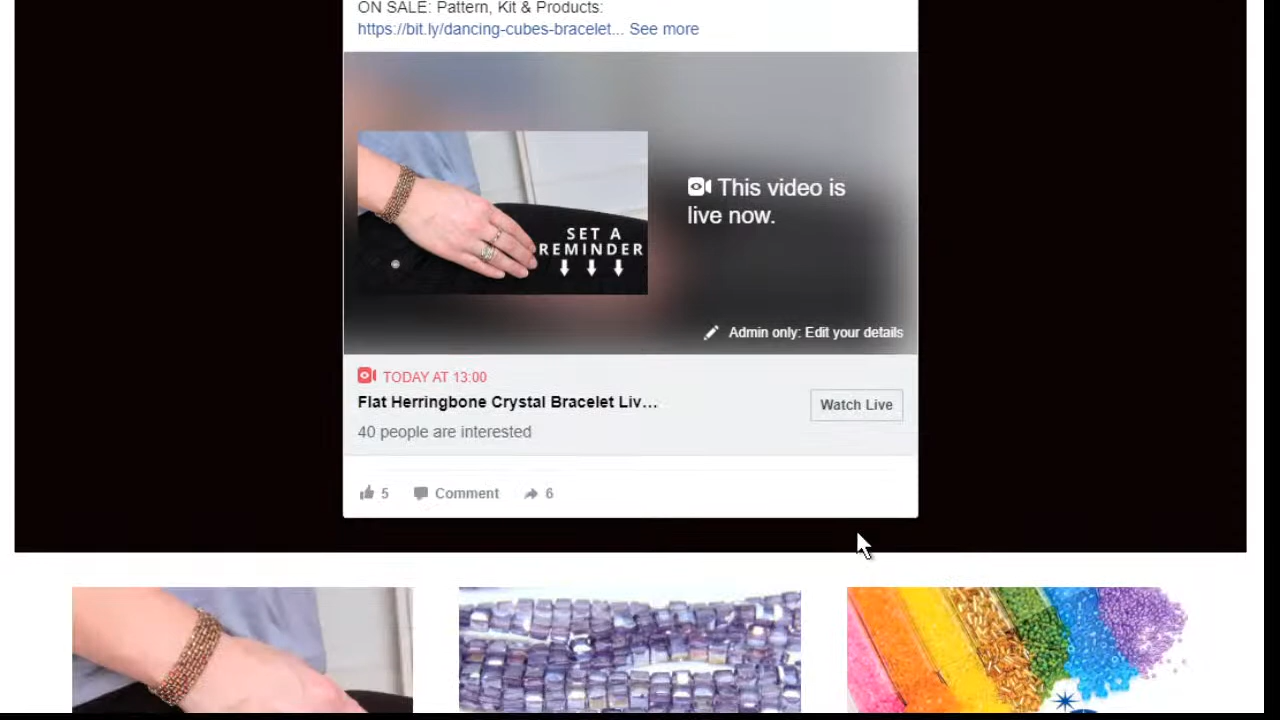 ON SALE: Pattern, Kit & Products:
https://bit.ly/dancing-cubes-bracelet... See more
SET A
REMINDER
This video is
live now.
Admin only: Edit your details
TODAY AT 13:00
Flat Herringbone Crystal Bracelet Liv...
Watch Live
40 people are interested
5 Comment 6